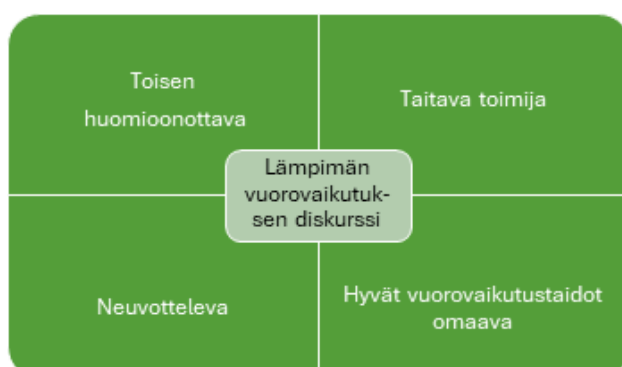 Toisen
huomioonottava
Taitava toimija
Lämpimän
vuorovaikutuk-
sen diskurssi
Neuvotteleva
Hyvät vuorovaikutustaidot
omaava